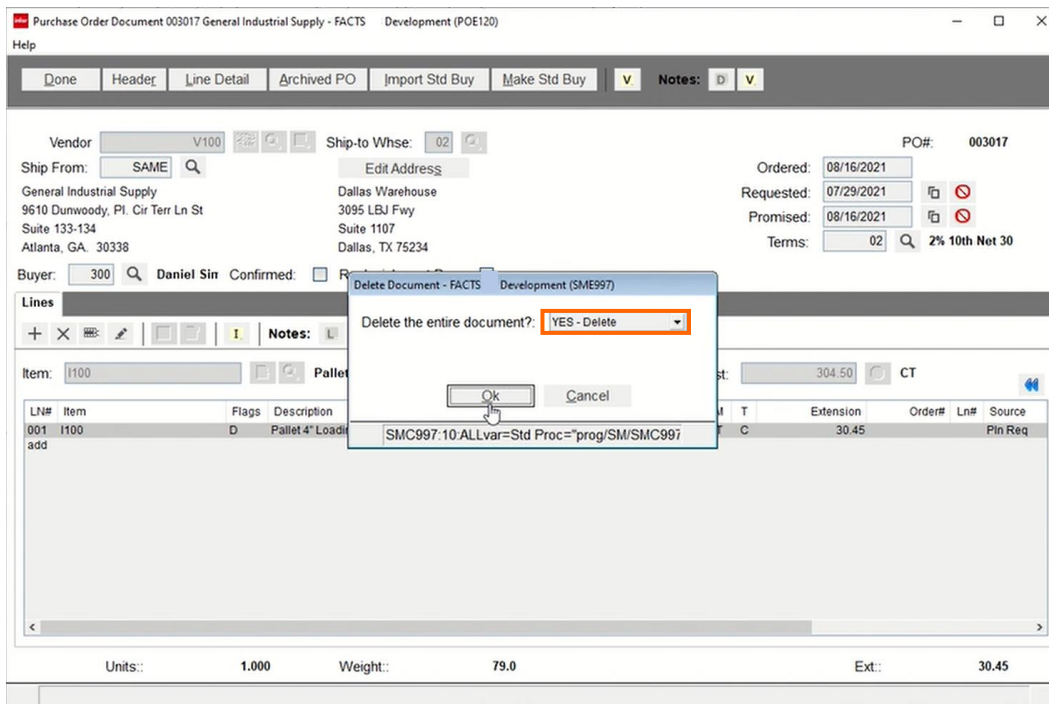 infor Purchase Order Document 003017 General Industrial Supply - FACTS Development (POE120)
Help
Done Header Line Detail Archived PO Import Std Buy Make Std Buy V Notes: D V
Vendor V100 Ship-to Whse: 02 PO#: 003017
Ship From: SAME Edit Address Ordered: 08/16/2021
General Industrial Supply Dallas Warehouse Requested: 07/29/2021
9610 Dunwoody, Pl. Cir Terr Ln St 3095 LBJ Fwy Promised: 08/16/2021
Suite 133-134 Suite 1107
Atlanta, GA. 30338 Dallas, TX 75234 Terms: 02 2% 10th Net 30
Buyer: 300 Daniel Sin Confirmed:
Delete Document - FACTS Development (SME997)
Lines
Delete the entire document?: YES - Delete
I Notes: L
Item: I100 Pallet st: 304.50 CT
Ok Cancel
LN# Item Flags Description M T Extension Order# Ln# Source
001 I100 D Pallet 4" Loadin T C 30.45 Pln Req
SMC997:10:ALLvar=Std Proc="prog/SM/SMC997
add
Units:: 1.000 Weight:: 79.0 Ext:: 30.45